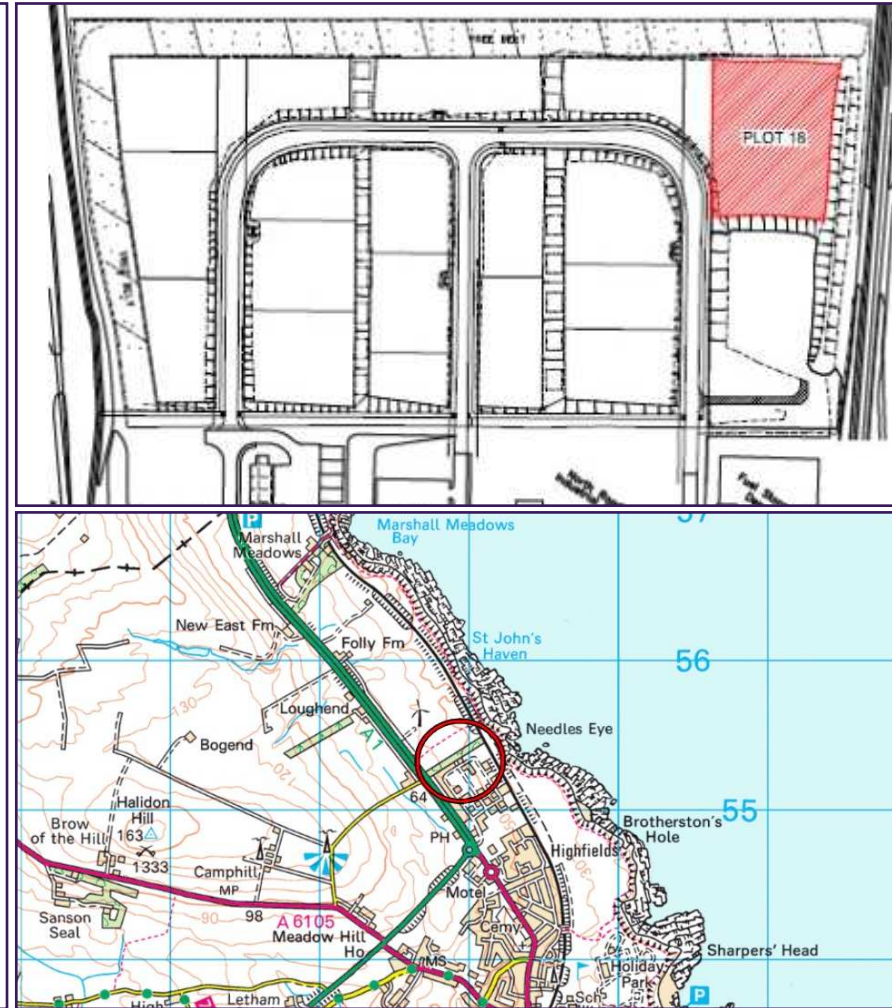 TREE BELT
PLOT 18
57
Marshall Meadows
Bay
Marshall
Meadows
New East Fm
Folly Fm
St John's
Haven
56
Loughend
A 1
130
Needles Eye
Bogend
120
64
55
Halidon
Hill
163
Brow
of the Hill
1333
Brotherston's
Hole
PH
Highfields
Camphill
MP
Motel
98
90
Sanson
Seal
A 6105
Meadow Hill
Ho
Cemy
30
MS
Sharpers' Head
Holiday
Park
P
Letham
Sch
High